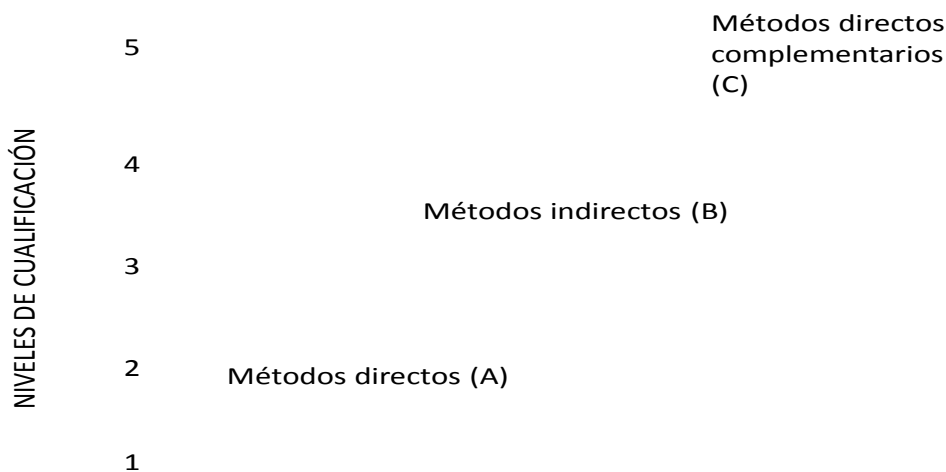 Métodos directos
complementarios
(C)
5
4
Métodos indirectos (B)
3
2
Métodos directos (A)
1
NIVELES DE CUALIFICACIÓN